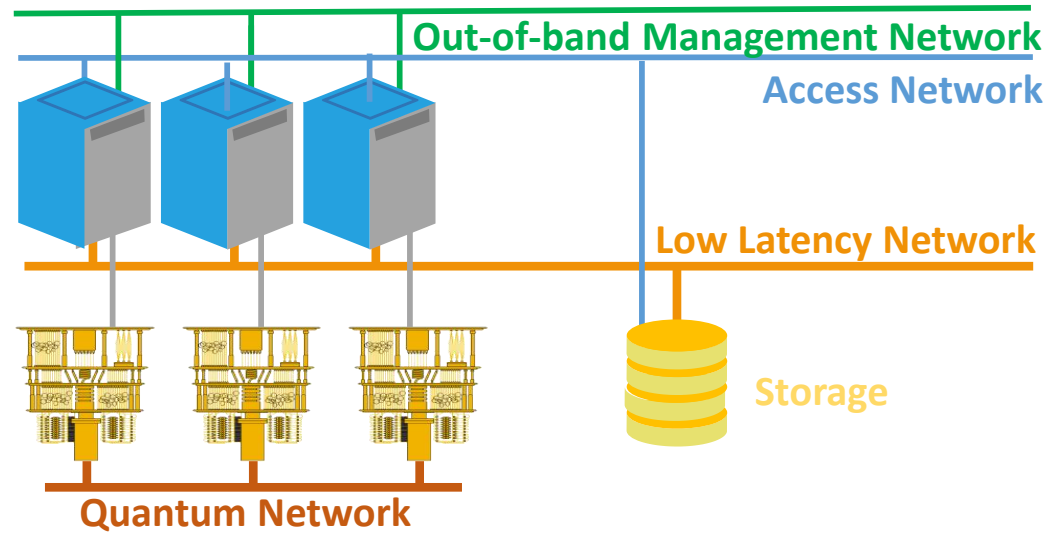 Out-of-band Management Network
Access Network
Low Latency Network
Storage
Quantum Network